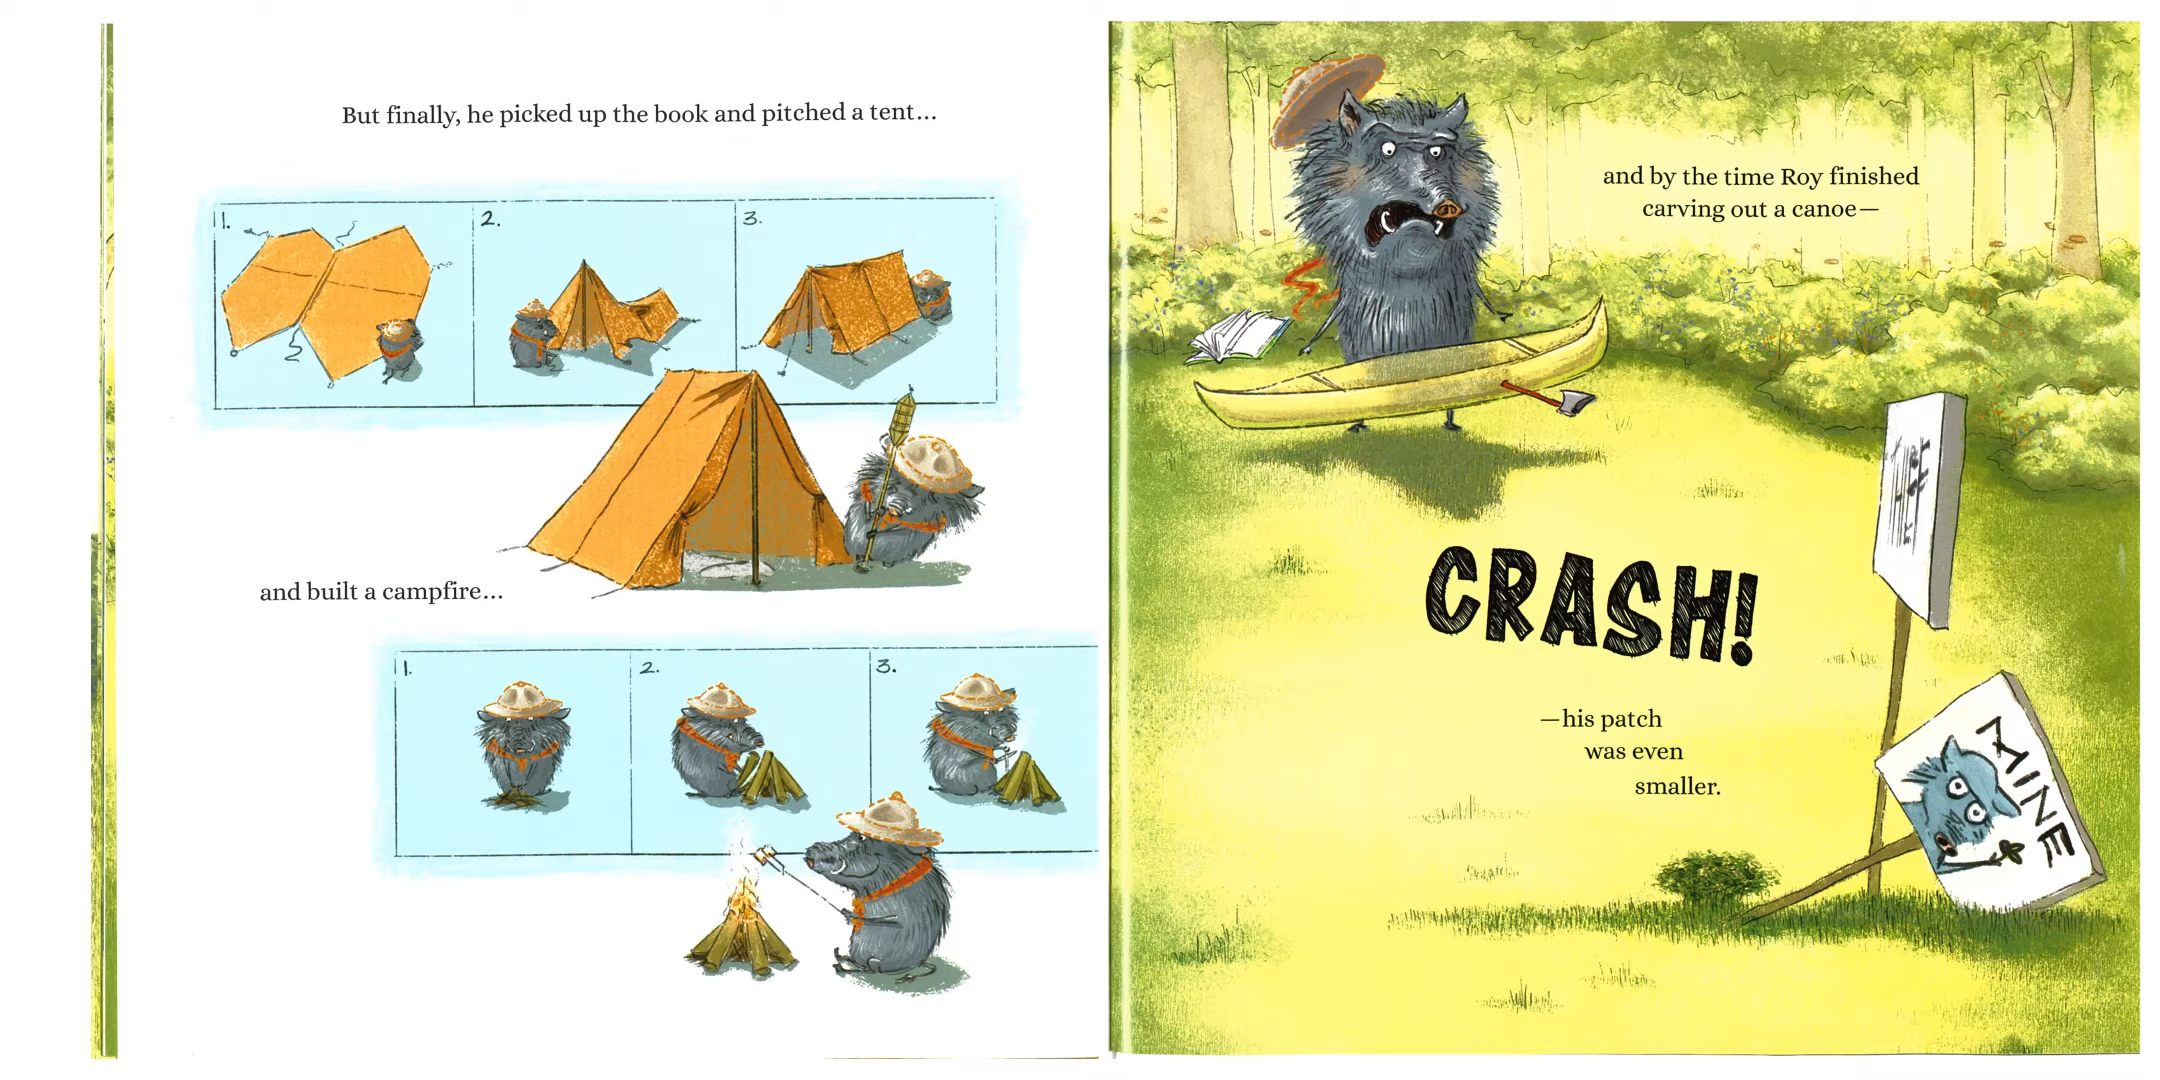 But finally, he picked up the book and pitched a tent...
1.
2.
3.
and built a campfire...
1.
2.
3.
and by the time Roy finished
carving out a canoe—
CRASH!
—his patch
was even
smaller.
MINE